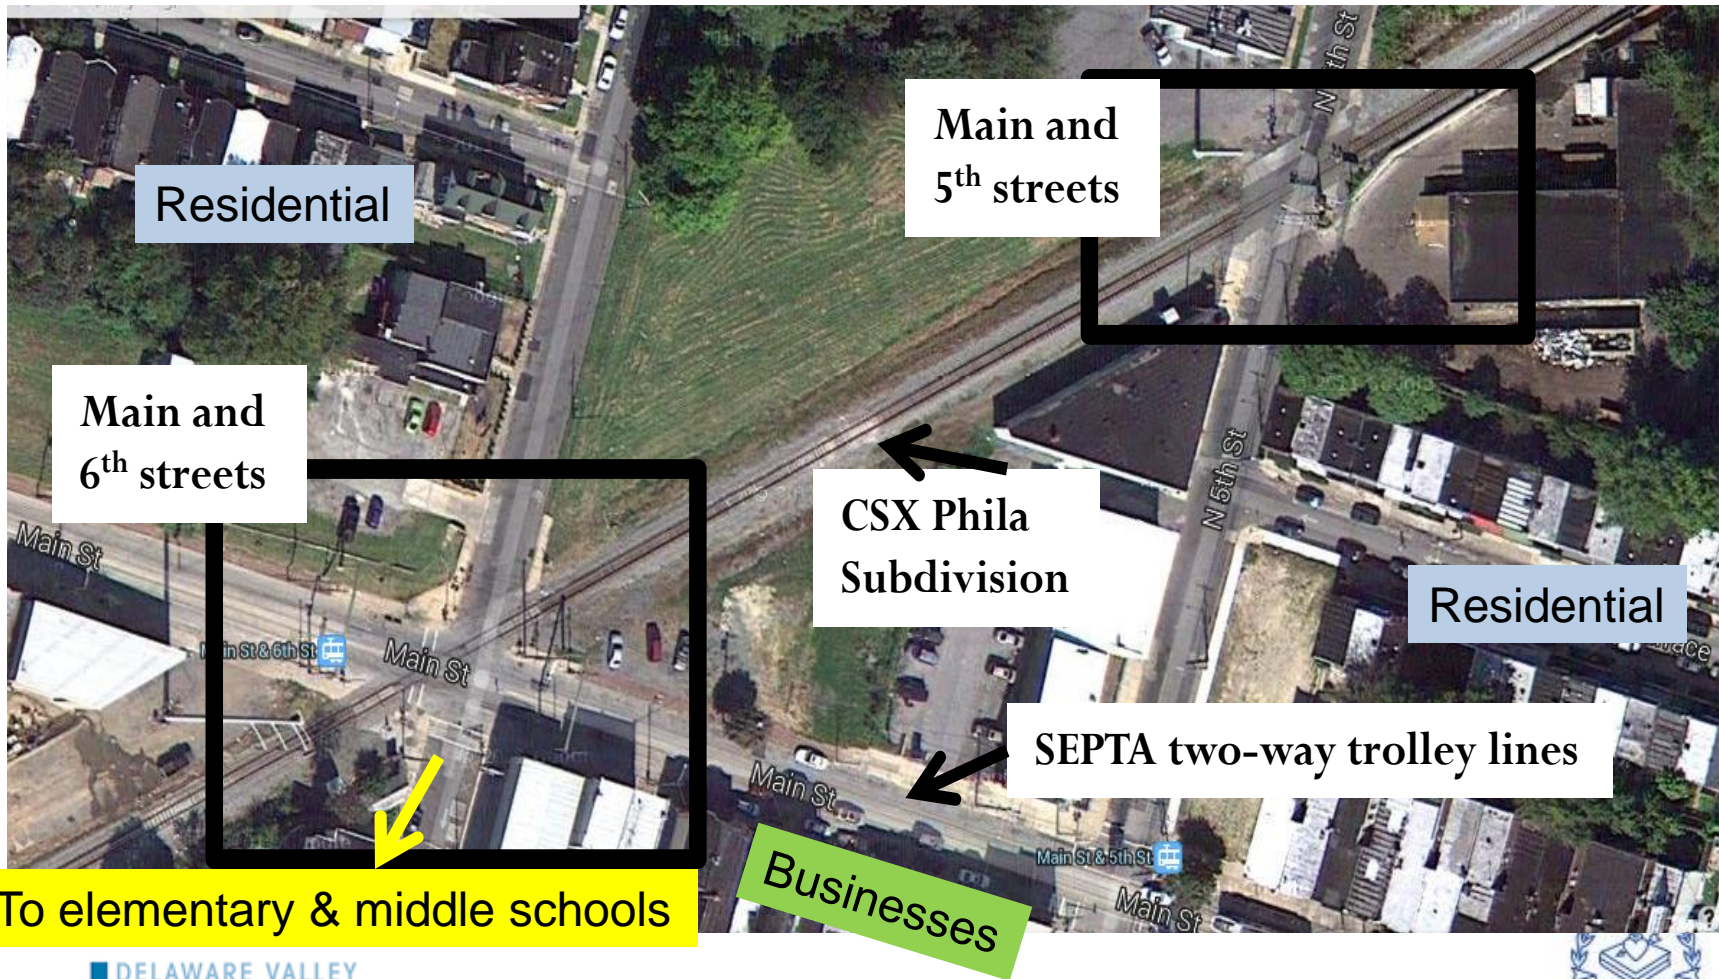 N 5th St
Main and
5th streets
Residential
Main and
6th streets
N 5th St
CSX Phila
Subdivision
Main St
Residential
Main St & 6th St
Main St
SEPTA two-way trolley lines
Main St
Main St & 5th St
Businesses
To elementary & middle schools
Main St
DELAWARE VALLEY